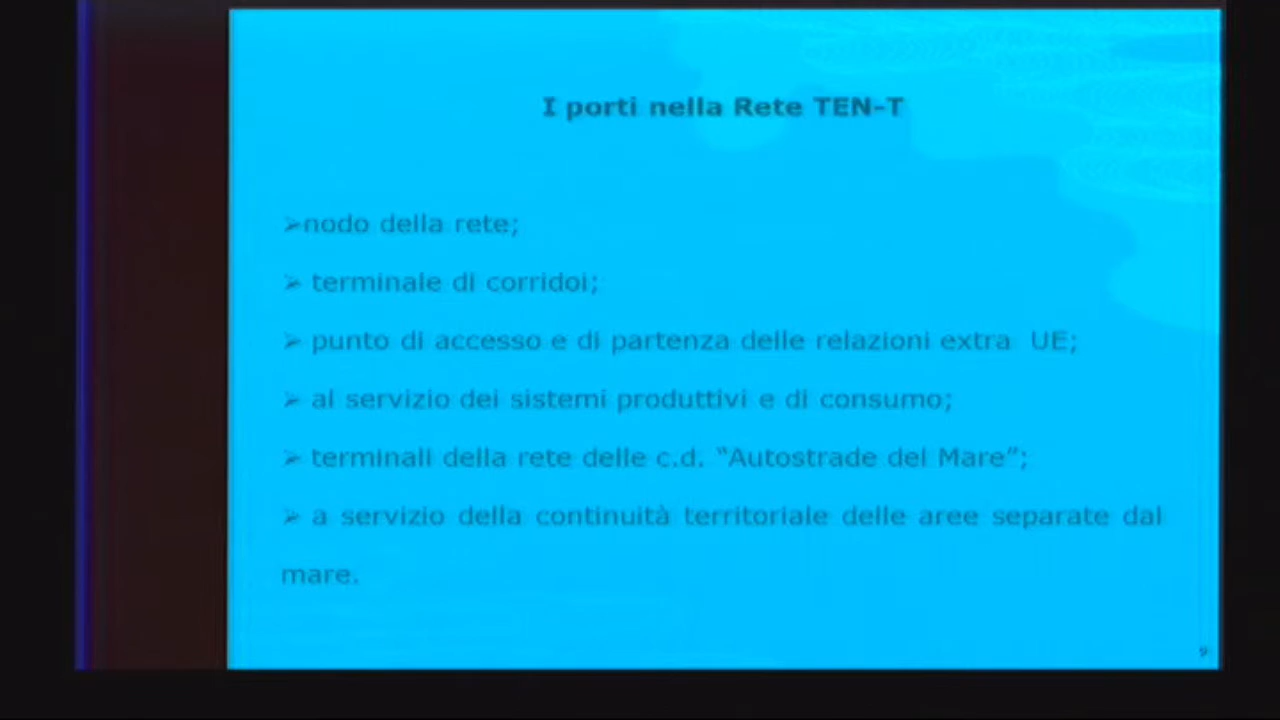 I porti nella Rete TEN-T
➢nodo della rete;
➢ terminale di corridoi;
➢ punto di accesso e di partenza delle relazioni extra UE;
➢ al servizio dei sistemi produttivi e di consumo;
➢ terminali della rete delle c.d. “Autostrade del Mare”;
➢ a servizio della continuità territoriale delle aree separate dal
mare.
9